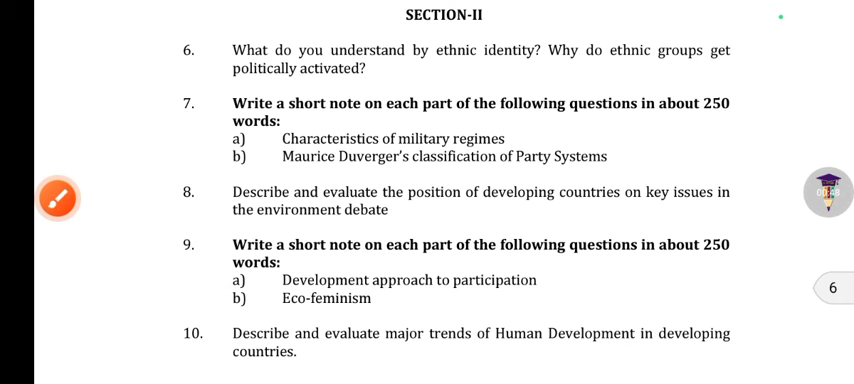 SECTION-II
6. What do you understand by ethnic identity? Why do ethnic groups get
politically activated?
7. Write a short note on each part of the following questions in about 250
words:
a) Characteristics of military regimes
b) Maurice Duverger’s classification of Party Systems
8. Describe and evaluate the position of developing countries on key issues in
the environment debate
9. Write a short note on each part of the following questions in about 250
words:
a) Development approach to participation
b) Eco-feminism
10. Describe and evaluate major trends of Human Development in developing
countries.
6